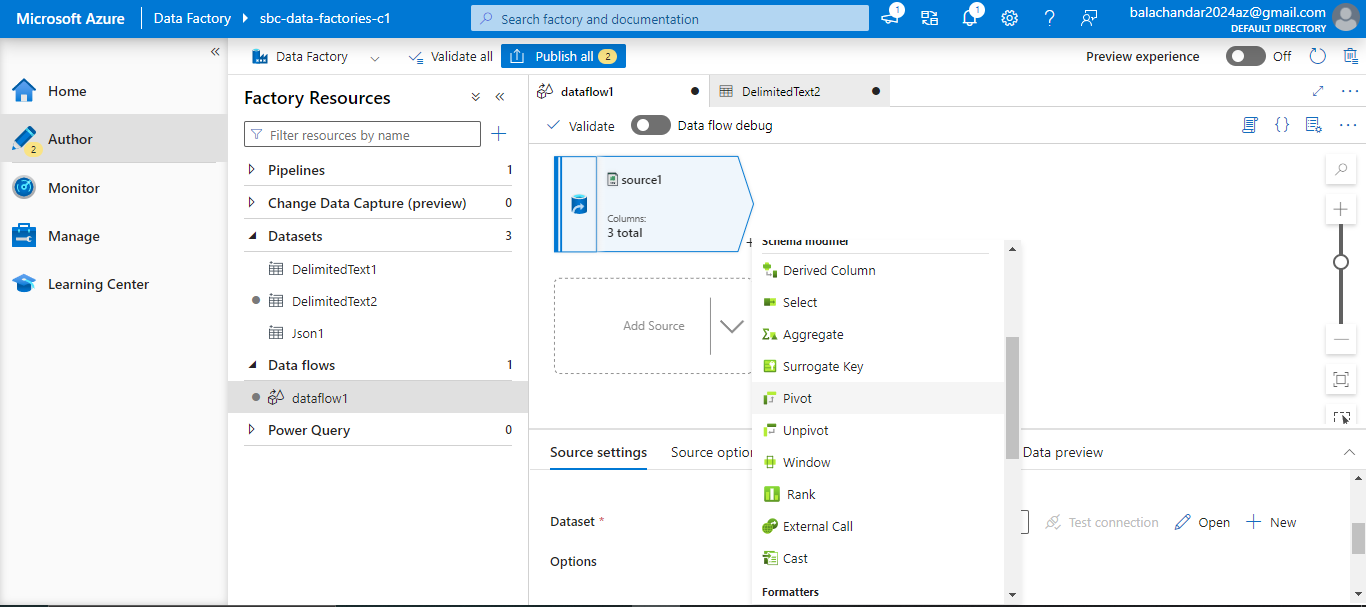 Microsoft Azure
Data Factory
sbc-data-factories-c1
Search factory and documentation
1
1
balachandar2024az@gmail.com
DEFAULT DIRECTORY
Home
Author
2
Monitor
Manage
Learning Center
Data Factory
Validate all
Publish all 2
Preview experience
Off
Factory Resources
Filter resources by name
Pipelines 1
Change Data Capture (preview) 0
Datasets 3
DelimitedText1
DelimitedText2
Json1
Data flows 1
dataflow1
Power Query 0
dataflow1
DelimitedText2
Validate
Data flow debug
source1
Columns:
3 total
Add Source
Schema modifier
Derived Column
Select
Aggregate
Surrogate Key
Pivot
Unpivot
Window
Rank
External Call
Cast
Formatters
Source settings
Source option
Data preview
Dataset *
Test connection
Open
New
Options